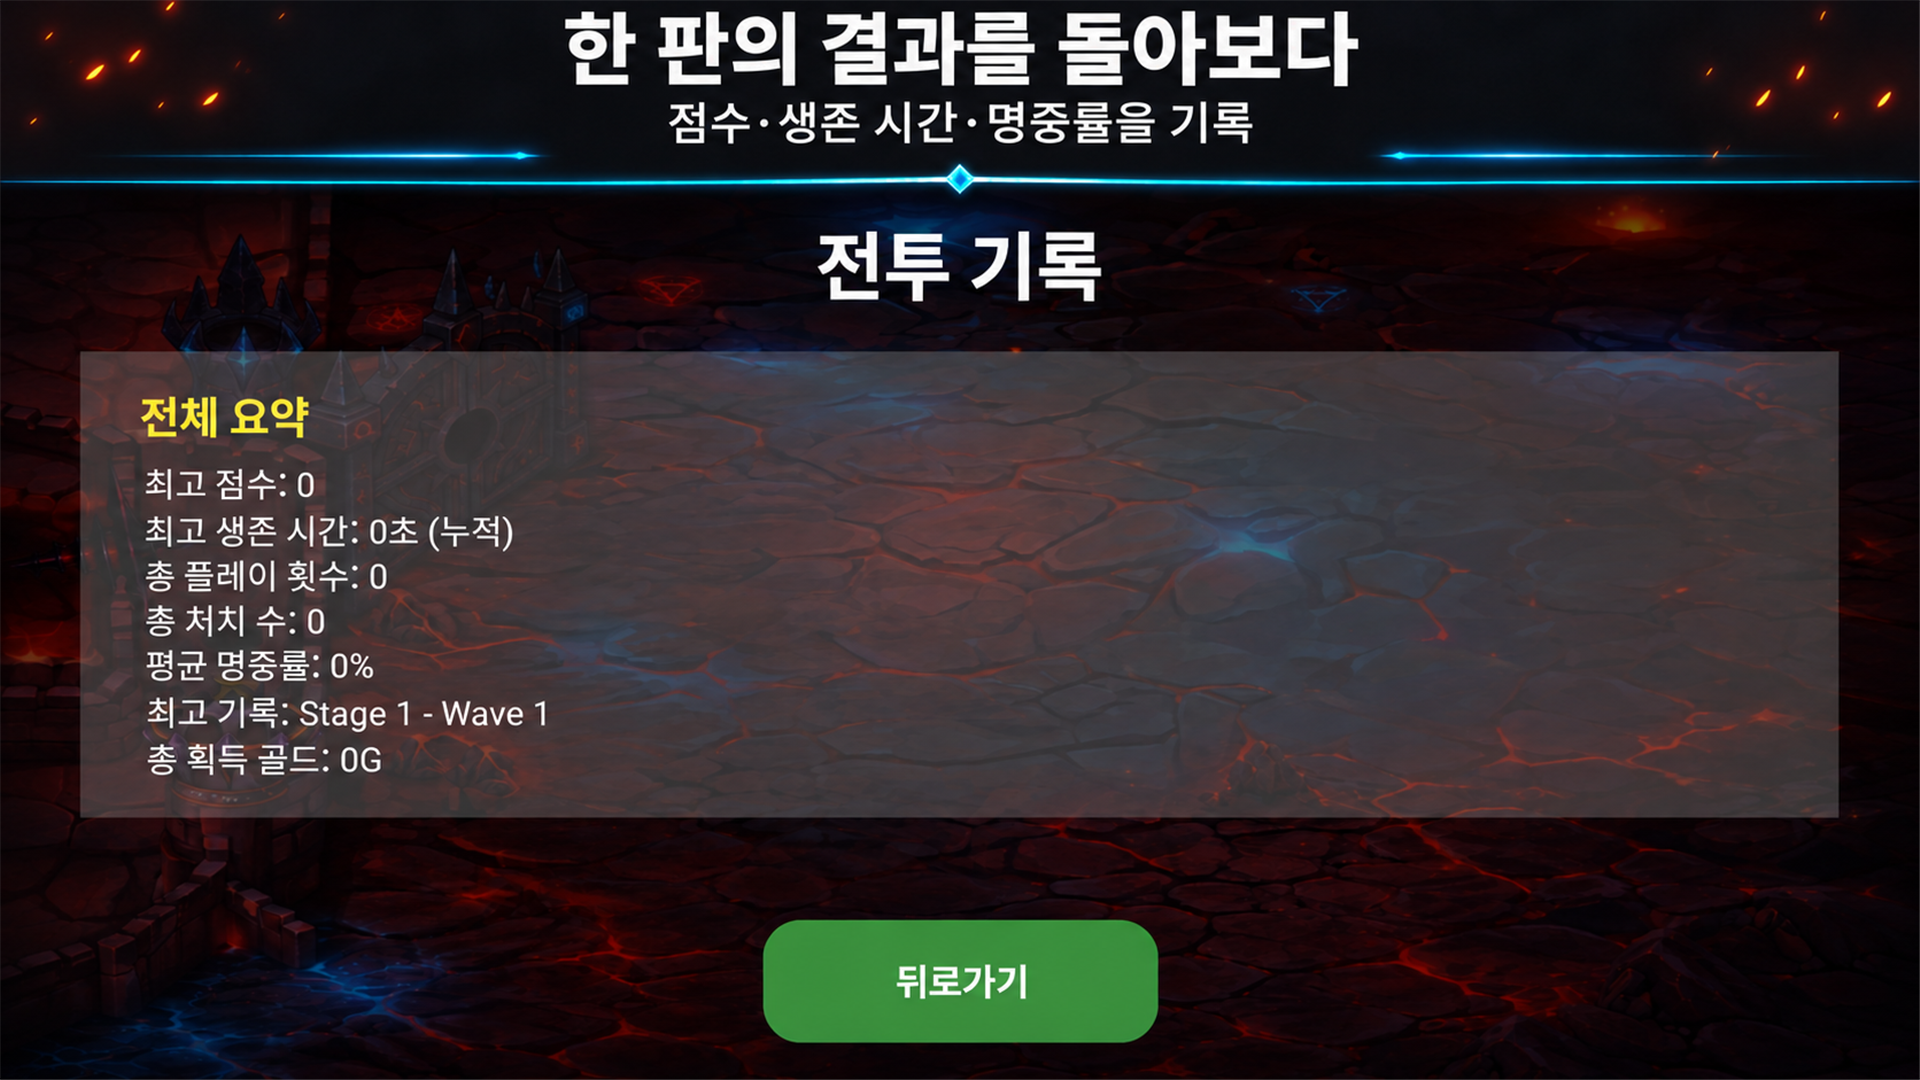 한 판의 결과를 돌아보다
점수·생존 시간·명중률을 기록
전투 기록
전체 요약
최고 점수: 0
최고 생존 시간: 0초 (누적)
총 플레이 횟수: 0
총 처치 수: 0
평균 명중률: 0%
최고 기록: Stage 1 - Wave 1
총 획득 골드: 0G
뒤로가기